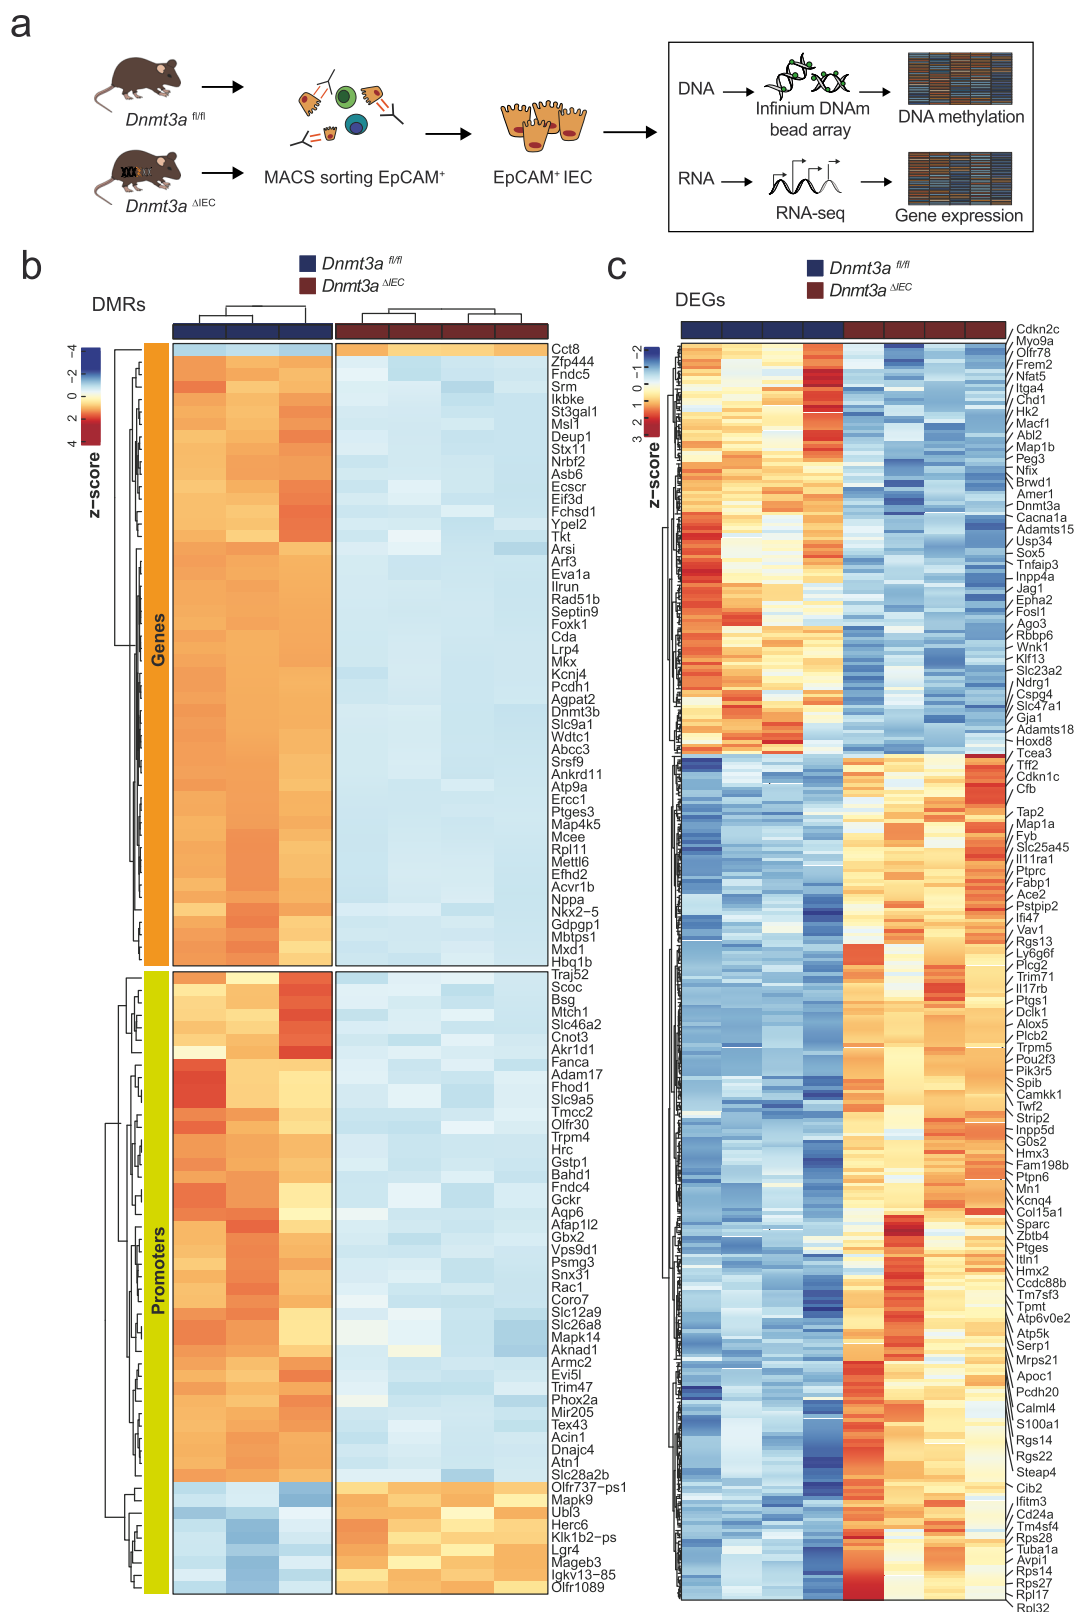 a
Dnmt3a fl/fl
Dnmt3a ΔIEC
MACS sorting EpCAM+
EpCAM+ IEC
DNA
Infinium DNAm
bead array
DNA methylation
RNA
RNA-seq
Gene expression
b
Dnmt3a fl/fl
Dnmt3a ΔIEC
DMRs
-4
-2
0
2
4
z-score
Genes
Promoters
Cct8
Zfp444
Fndc5
Srm
Ikbke
St3gal1
Msl1
Deup1
Stx11
Nrbf2
Asb6
Ecscr
Eif3d
Fchsd1
Ypel2
Tkt
Arsi
Arf3
Eva1a
Ilrun
Rad51b
Septin9
Foxk1
Cda
Lrp4
Mkx
Kcnj4
Pcdh1
Agpat2
Dnmt3b
Slc9a1
Wdtc1
Abcc3
Srsf9
Ankrd11
Atp9a
Ercc1
Ptges3
Map4k5
Mcee
Rpl11
Mettl6
Efhd2
Acvr1b
Nppa
Nkx2-5
Gdpgp1
Mbtps1
Mxd1
Hbq1b
Traj52
Scoc
Bsg
Mtch1
Slc46a2
Cnot3
Akr1d1
Fanca
Adam17
Fhod1
Slc9a5
Tmcc2
Olfr30
Trpm4
Hrc
Gstp1
Bahd1
Fndc4
Gckr
Aqp6
Afap1l2
Gbx2
Vps9d1
Psmg3
Snx31
Rac1
Coro7
Slc12a9
Slc26a8
Mapk14
Aknad1
Armc2
Evi5l
Trim47
Phox2a
Mir205
Tex43
Acin1
Dnajc4
Atn1
Slc28a2b
Olfr737-ps1
Mapk9
Ubl3
Herc6
Klk1b2-ps
Lgr4
Mageb3
Igkv13-85
Olfr1089
c
Dnmt3a fl/fl
Dnmt3a ΔIEC
DEGs
-2
-1
0
1
2
3
z-score
Cdkn2c
Myo9a
Olfr78
Frem2
Nfat5
Itga4
Chd1
Hk2
Macf1
Abl2
Map1b
Peg3
Nfix
Brwd1
Amer1
Dnmt3a
Cacna1a
Adamts15
Usp34
Sox5
Tnfaip3
Inpp4a
Jag1
Epha2
Fosl1
Ago3
Rbbp6
Wnk1
Klf13
Slc23a2
Ndrg1
Cspg4
Slc47a1
Gja1
Adamts18
Hoxd8
Tcea3
Tff2
Cdkn1c
Cfb
Tap2
Map1a
Fyb
Slc25a45
Il11ra1
Ptprc
Fabp1
Ace2
Pstpip2
Ifi47
Vav1
Rgs13
Ly6g6f
Plcg2
Trim71
Il17rb
Ptgs1
Dclk1
Alox5
Plcb2
Trpm5
Pou2f3
Pik3r5
Spib
Camkk1
Twf2
Strip2
Inpp5d
G0s2
Hmx3
Fam198b
Ptpn6
Mn1
Kcnq4
Col15a1
Sparc
Zbtb4
Ptges
Itln1
Hmx2
Ccdc88b
Tm7sf3
Tpmt
Atp6v0e2
Atp5k
Serp1
Mrps21
Apoc1
Pcdh20
Calml4
S100a1
Rgs14
Rgs22
Steap4
Cib2
Ifitm3
Cd24a
Tm4sf4
Rps28
Tuba1a
Avpi1
Rps14
Rps27
Rpl17
Rpl32